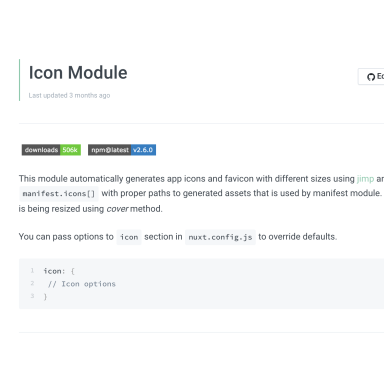 Icon Module
Last updated 3 months ago
downloads 506k npm@latest v2.6.0
This module automatically generates app icons and favicon with different sizes using jimp
manifest.icons[] with proper paths to generated assets that is used by manifest module.
is being resized using cover method.
You can pass options to icon section in nuxt.config.js to override defaults.
1 icon: {
2 // Icon options
3 }